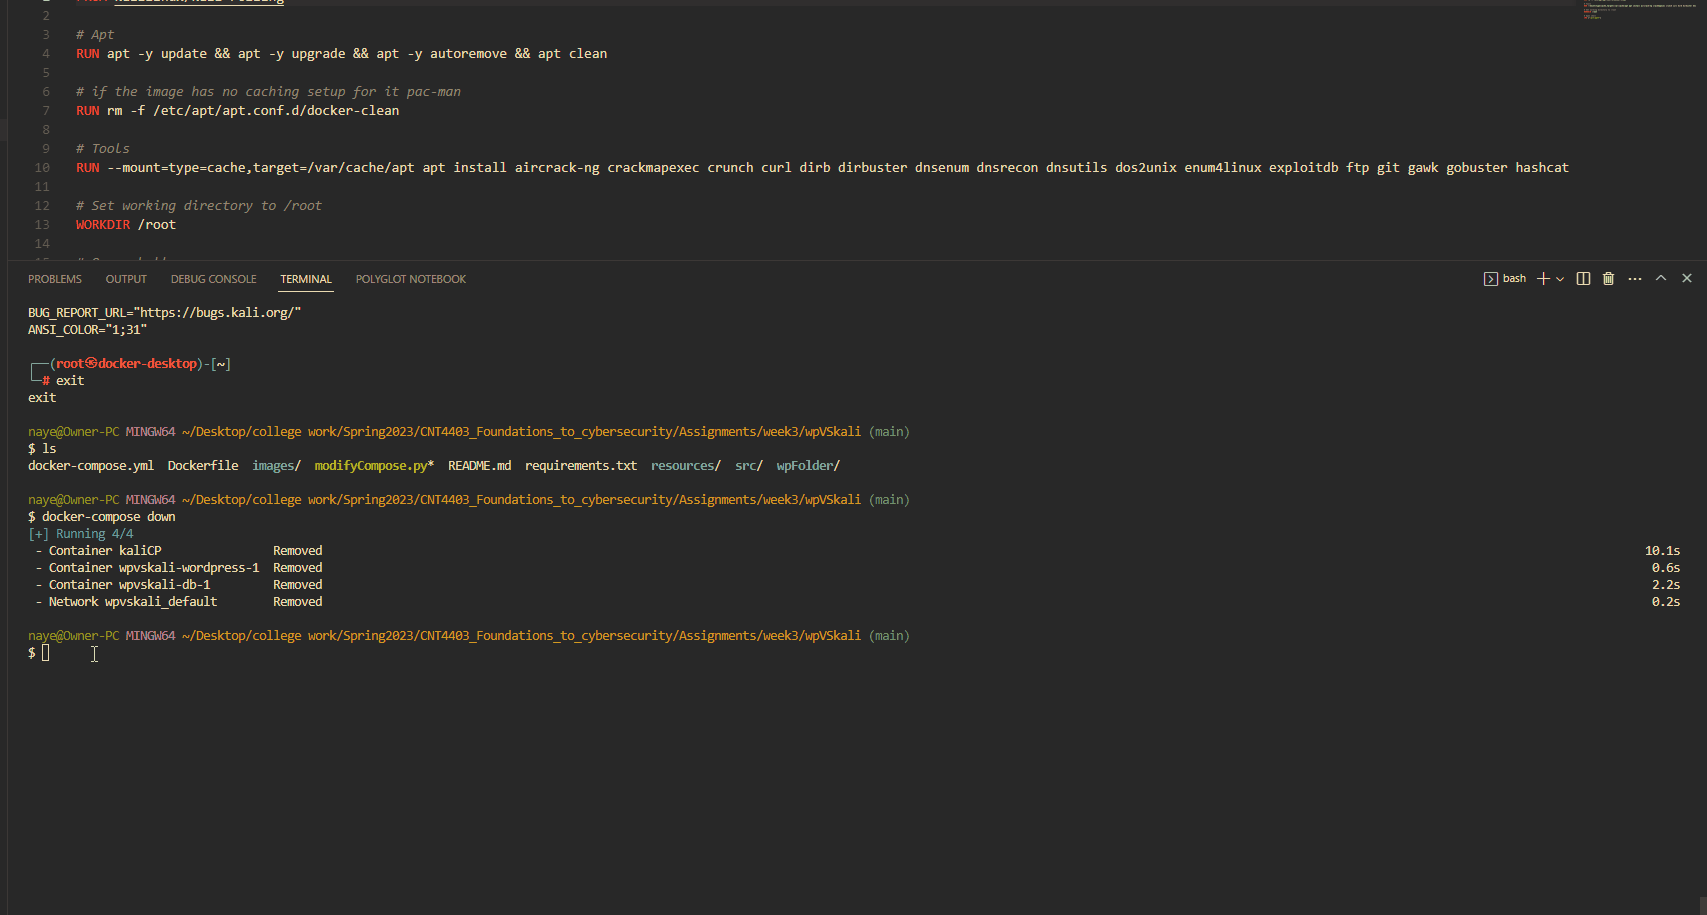 2
3 # Apt
4 RUN apt -y update && apt -y upgrade && apt -y autoremove && apt clean
5
6 # if the image has no caching setup for it pac-man
7 RUN rm -f /etc/apt/apt.conf.d/docker-clean
8
9 # Tools
10 RUN --mount=type=cache,target=/var/cache/apt apt install aircrack-ng crackmapexec crunch curl dirb dirbuster dnsenum dnsrecon dnsutils dos2unix enum4linux exploitdb ftp git gawk gobuster hashcat
11
12 # Set working directory to /root
13 WORKDIR /root
14
PROBLEMS OUTPUT DEBUG CONSOLE TERMINAL POLYGLOT NOTEBOOK bash
BUG_REPORT_URL="https://bugs.kali.org/"
ANSI_COLOR="1;31"
┌──(root㉿docker-desktop)-[~]
└─# exit
exit
naye@Owner-PC MINGW64 ~/Desktop/college work/Spring2023/CNT4403_Foundations_to_cybersecurity/Assignments/week3/wpVSkali (main)
$ ls
docker-compose.yml Dockerfile images/ modifyCompose.py* README.md requirements.txt resources/ src/ wpFolder/
naye@Owner-PC MINGW64 ~/Desktop/college work/Spring2023/CNT4403_Foundations_to_cybersecurity/Assignments/week3/wpVSkali (main)
$ docker-compose down
[+] Running 4/4
- Container kaliCP Removed 10.1s
- Container wpvskali-wordpress-1 Removed 0.6s
- Container wpvskali-db-1 Removed 2.2s
- Network wpvskali_default Removed 0.2s
naye@Owner-PC MINGW64 ~/Desktop/college work/Spring2023/CNT4403_Foundations_to_cybersecurity/Assignments/week3/wpVSkali (main)
$